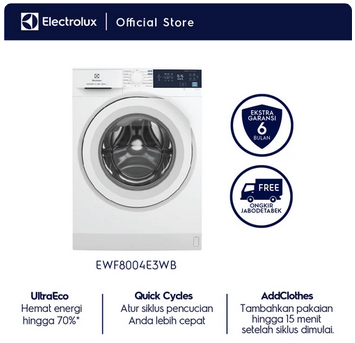 Electrolux | Official Store
EKSTRA
GARANSI
6
BULAN
FREE
ONGKIR
JABODETABEK
EWF8004E3WB
UltraEco
Hemat energi
hingga 70%*
Quick Cycles
Atur siklus pencucian
Anda lebih cepat
AddClothes
Tambahkan pakaian
hingga 15 menit
setelah siklus dimulai.